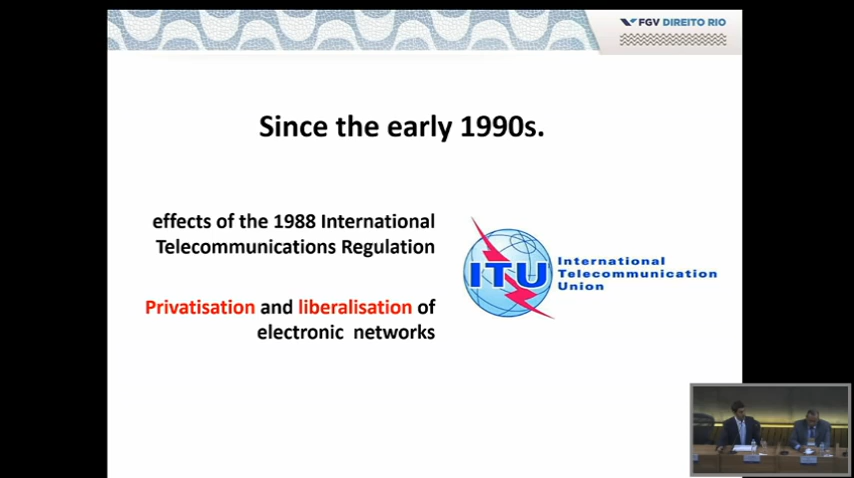 FGV DIREITO RIO
Since the early 1990s.
effects of the 1988 International
Telecommunications Regulation
Privatisation and liberalisation of
electronic networks
ITU
International
Telecommunication
Union